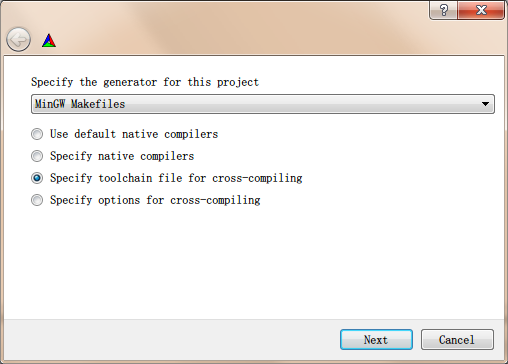 Specify the generator for this project
MinGW Makefiles
Use default native compilers
Specify native compilers
Specify toolchain file for cross-compiling
Specify options for cross-compiling
Next
Cancel